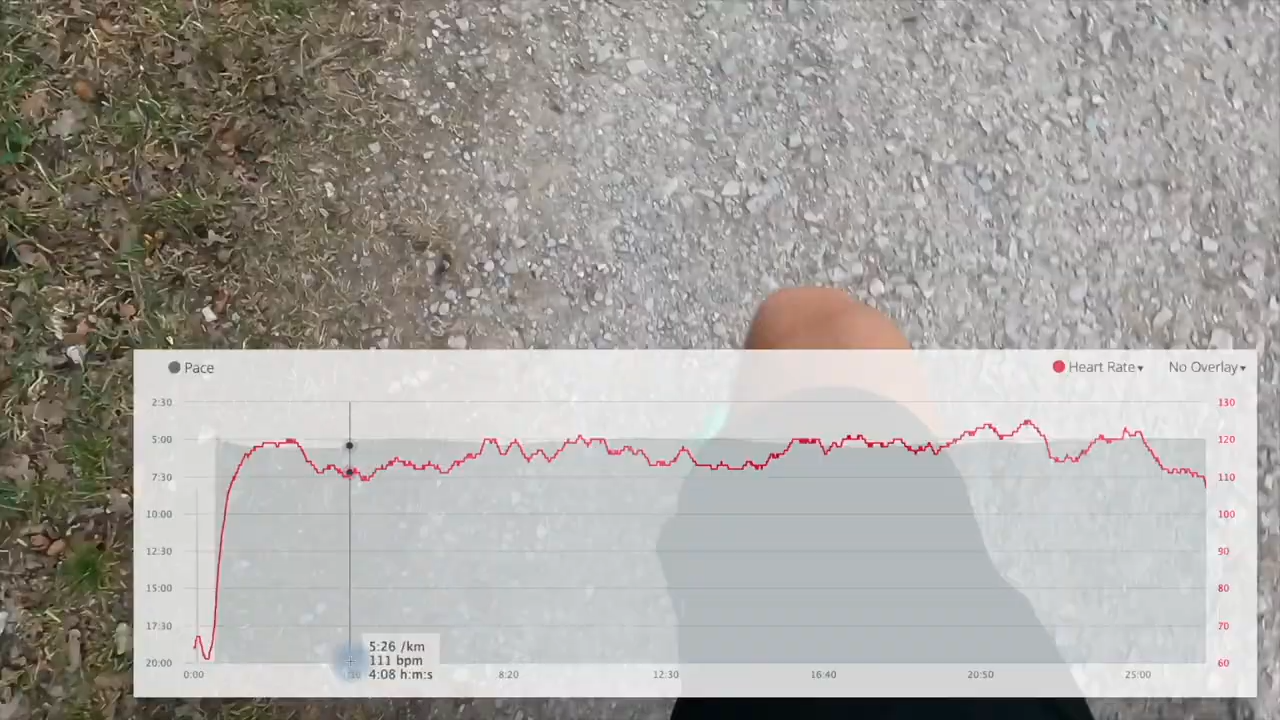 Pace
Heart Rate▾ No Overlay▾
2:30 130
5:00 120
7:30 110
10:00 100
12:30 90
15:00 80
17:30 70
20:00 60
5:26 /km
111 bpm
4:08 h:m:s
0:00 8:20 12:30 16:40 20:50 25:00